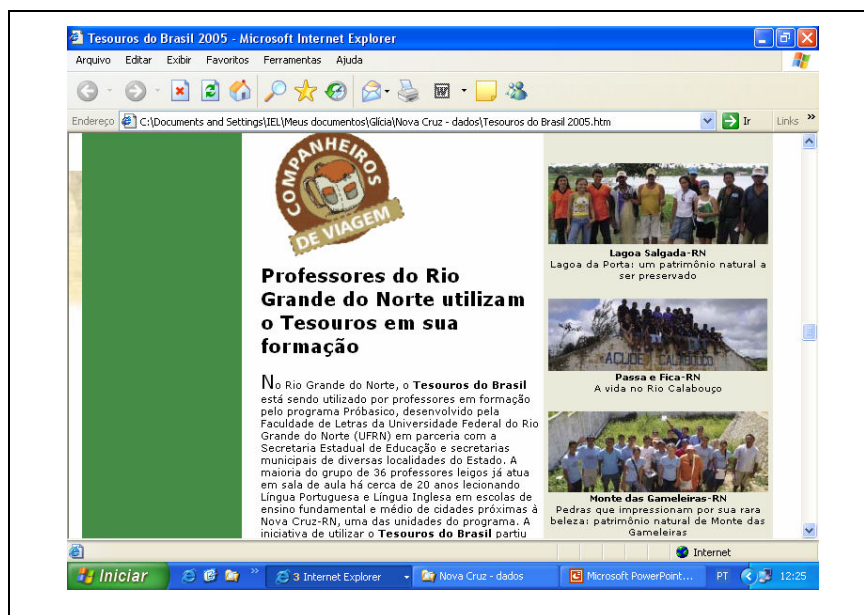 Tesouros do Brasil 2005 - Microsoft Internet Explorer
Arquivo Editar Exibir Favoritos Ferramentas Ajuda
Endereço C:\Documents and Settings\IEL\Meus documentos\Glícia\Nova Cruz - dados\Tesouros do Brasil 2005.htm Ir Links »
COMPANHEIROS
DE VIAGEM
Professores do Rio
Grande do Norte utilizam
o Tesouros em sua
formação
No Rio Grande do Norte, o Tesouros do Brasil
está sendo utilizado por professores em formação
pelo programa Próbasico, desenvolvido pela
Faculdade de Letras da Universidade Federal do Rio
Grande do Norte (UFRN) em parceria com a
Secretaria Estadual de Educação e secretarias
municipais de diversas localidades do Estado. A
maioria do grupo de 36 professores leigos já atua
em sala de aula há cerca de 20 anos lecionando
Língua Portuguesa e Língua Inglesa em escolas de
ensino fundamental e médio de cidades próximas à
Nova Cruz-RN, uma das unidades do programa. A
iniciativa de utilizar o Tesouros do Brasil partiu
Lagoa Salgada-RN
Lagoa da Porta: um patrimônio natural a
ser preservado
AÇUDE CALABOUÇO
Passa e Fica-RN
A vida no Rio Calabouço
Monte das Gameleiras-RN
Pedras que impressionam por sua rara
beleza: patrimônio natural de Monte das
Gameleiras
Internet
Iniciar » 3 Internet Explorer Nova Cruz - dados Microsoft PowerPoint... PT 12:25